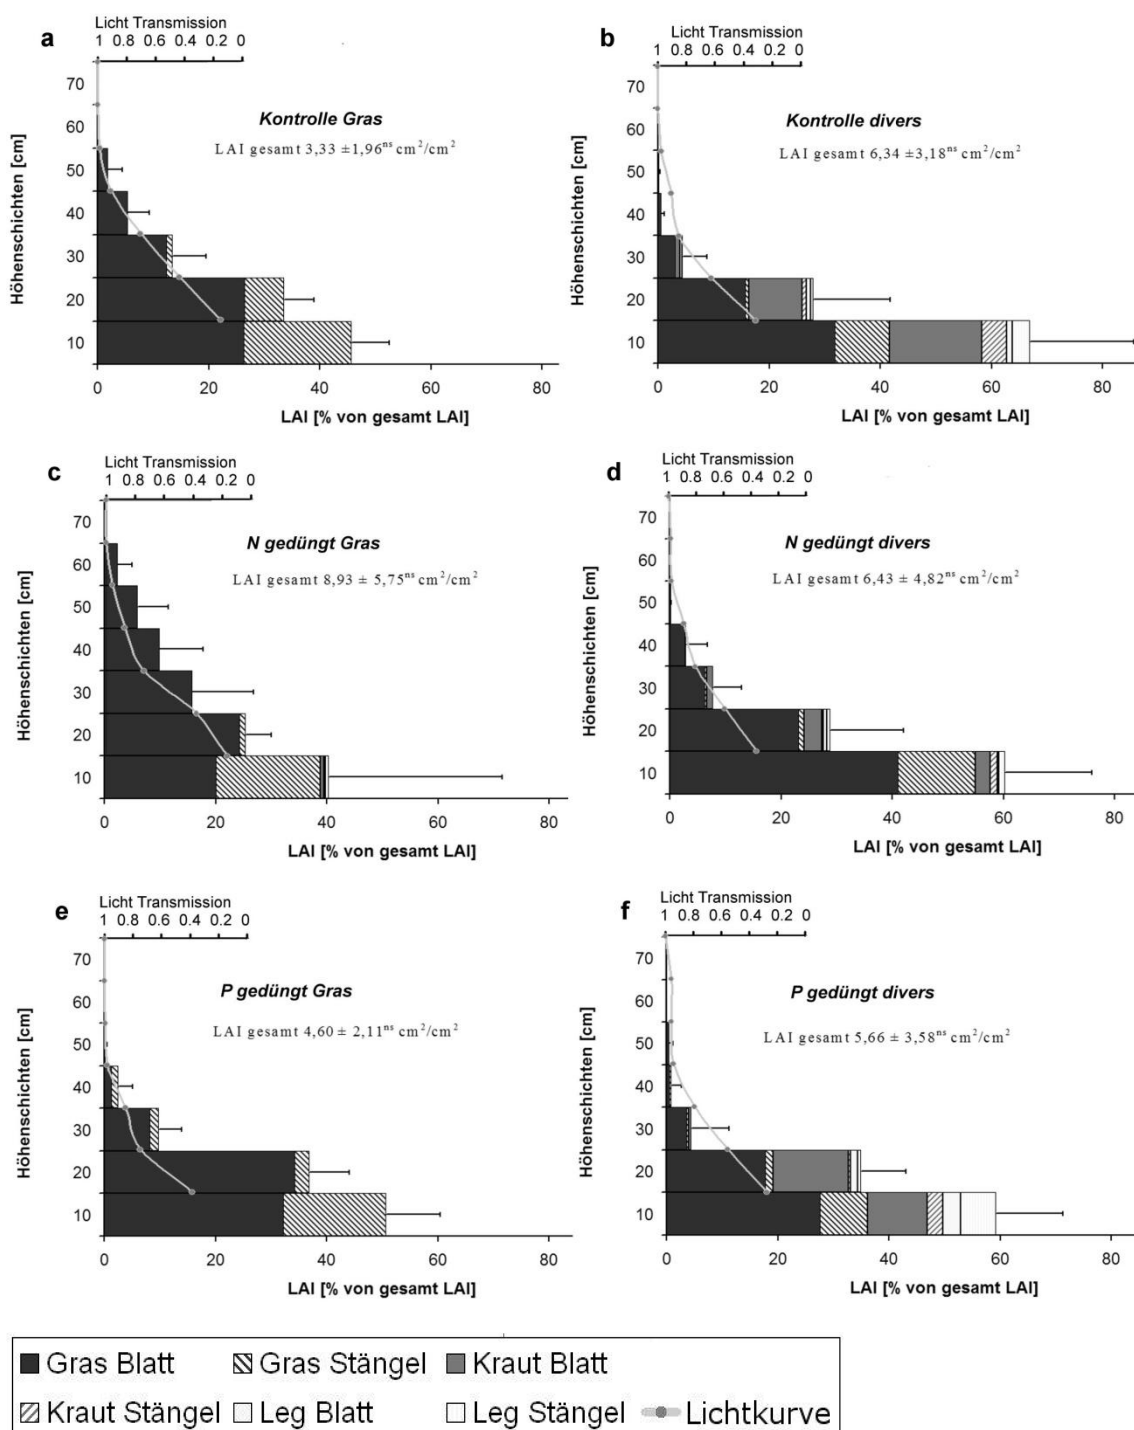 a
Licht Transmission
1 0.8 0.6 0.4 0.2 0
Höhenschichten [cm]
70
60
50
40
30
20
10
Kontrolle Gras
LAI gesamt 3,33 ±1,96ⁿˢ cm²/cm²
0 20 40 60 80
LAI [% von gesamt LAI]
b
Licht Transmission
1 0.8 0.6 0.4 0.2 0
Höhenschichten [cm]
70
60
50
40
30
20
10
Kontrolle divers
LAI gesamt 6,34 ±3,18ⁿˢ cm²/cm²
0 20 40 60 80
LAI [% von gesamt LAI]
c
Licht Transmission
1 0.8 0.6 0.4 0.2 0
Höhenschichten [cm]
70
60
50
40
30
20
10
N gedüngt Gras
LAI gesamt 8,93 ± 5,75ⁿˢ cm²/cm²
0 20 40 60 80
LAI [% von gesamt LAI]
d
Licht Transmission
1 0.8 0.6 0.4 0.2 0
Höhenschichten [cm]
70
60
50
40
30
20
10
N gedüngt divers
LAI gesamt 6,43 ± 4,82ⁿˢ cm²/cm²
0 20 40 60 80
LAI [% von gesamt LAI]
e
Licht Transmission
1 0.8 0.6 0.4 0.2 0
Höhenschichten [cm]
70
60
50
40
30
20
10
P gedüngt Gras
LAI gesamt 4,60 ± 2,11ⁿˢ cm²/cm²
0 20 40 60 80
LAI [% von gesamt LAI]
f
Licht Transmission
1 0.8 0.6 0.4 0.2 0
Höhenschichten [cm]
70
60
50
40
30
20
10
P gedüngt divers
LAI gesamt 5,66 ± 3,58ⁿˢ cm²/cm²
0 20 40 60 80
LAI [% von gesamt LAI]
Gras Blatt Gras Stängel Kraut Blatt
Kraut Stängel Leg Blatt Leg Stängel Lichtkurve